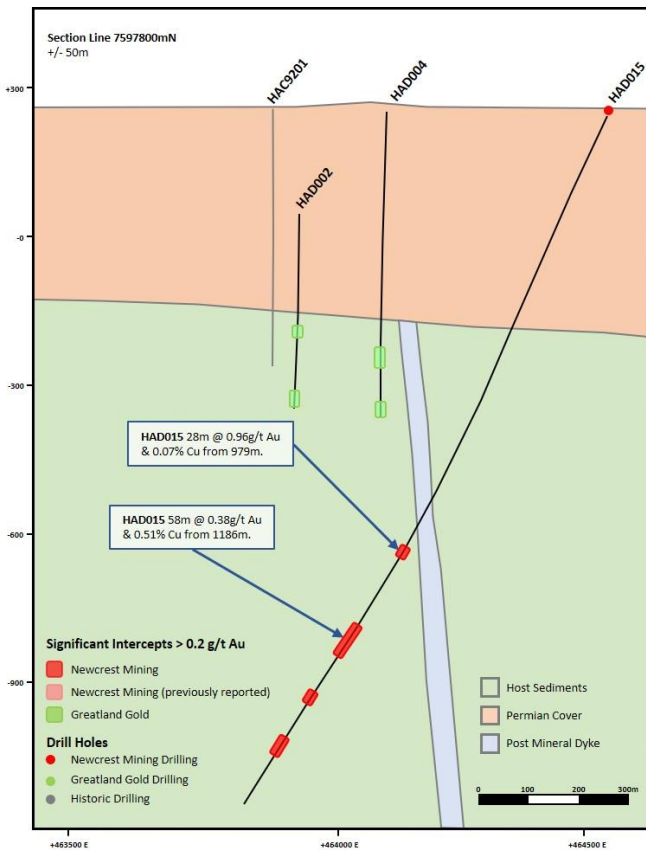 Section Line 7597800mN
+/- 50m
HAC9201
HAD004
HAD015
HAD002
+300
-0
-300
-600
-900
HAD015 28m @ 0.96g/t Au
& 0.07% Cu from 979m.
HAD015 58m @ 0.38g/t Au
& 0.51% Cu from 1186m.
Significant Intercepts > 0.2 g/t Au
Newcrest Mining
Newcrest Mining (previously reported)
Greatland Gold
Drill Holes
Newcrest Mining Drilling
Greatland Gold Drilling
Historic Drilling
Host Sediments
Permian Cover
Post Mineral Dyke
0 100 200 300m
+463500 E
+464000 E
+464500 E